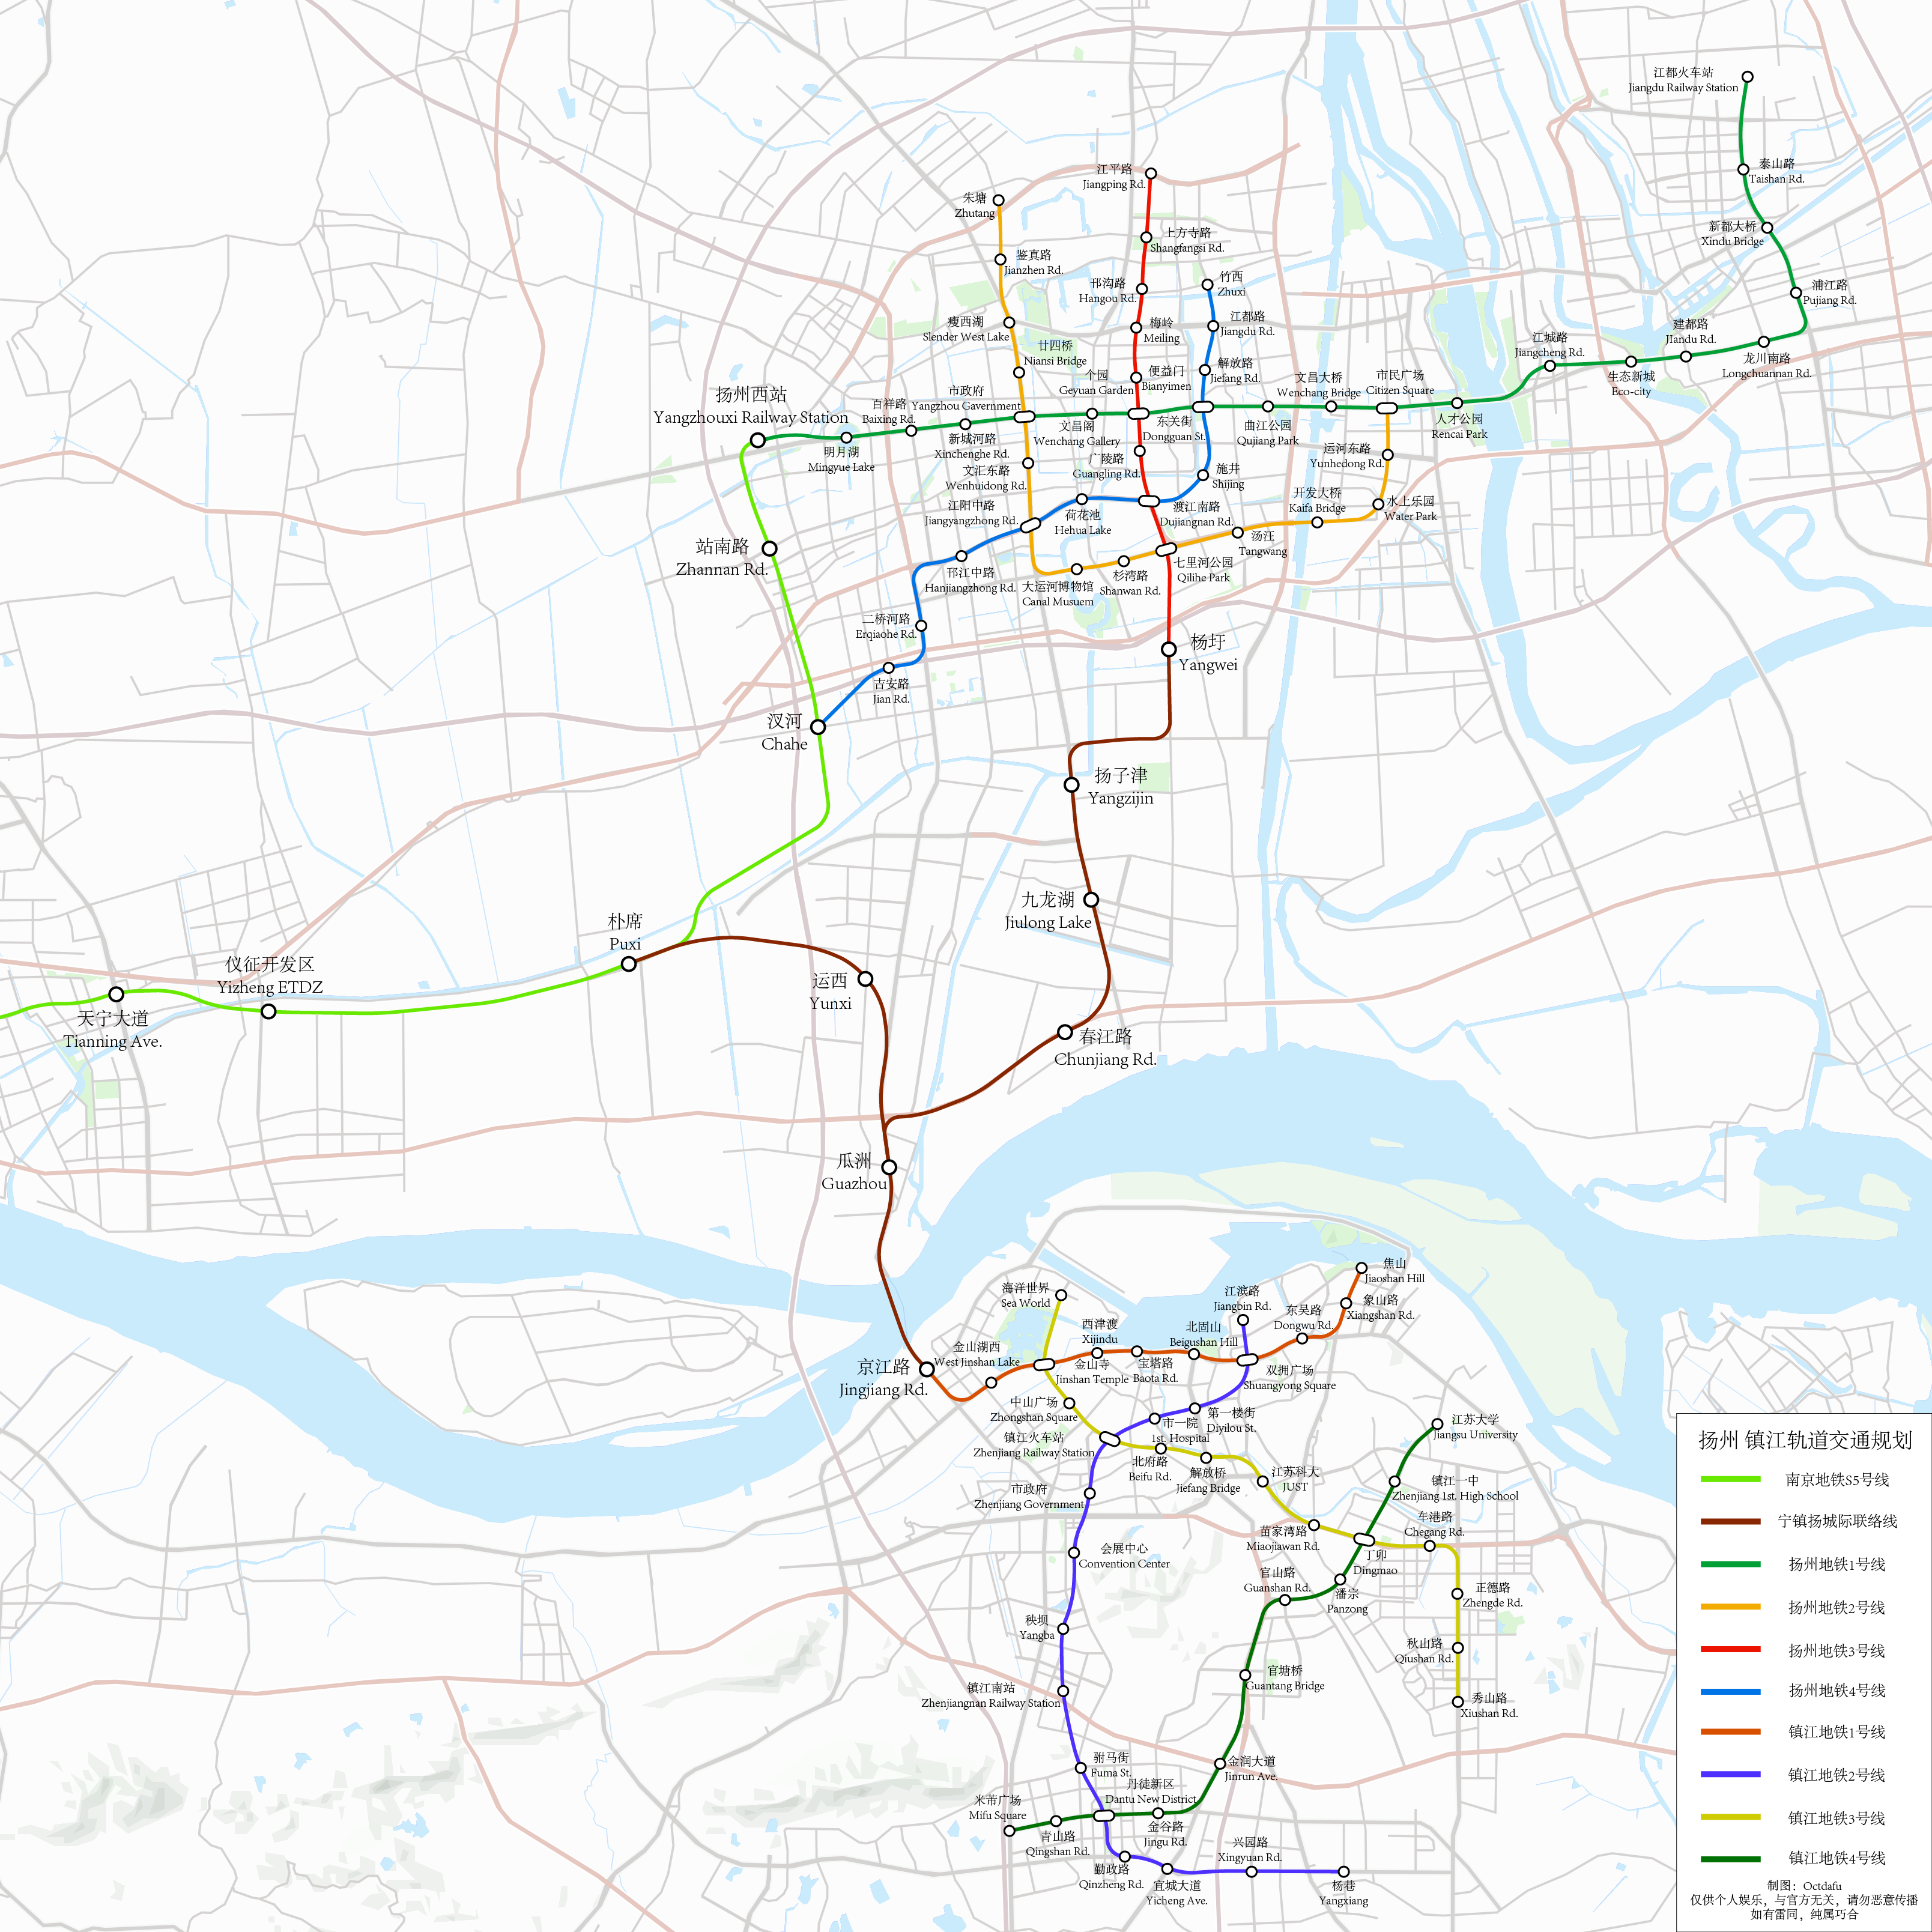 江都火车站
Jiangdu Railway Station
泰山路
Taishan Rd.
新都大桥
Xindu Bridge
浦江路
Pujiang Rd.
龙川南路
Longchuannan Rd.
建都路
JIandu Rd.
生态新城
Eco-city
江城路
Jiangcheng Rd.
人才公园
Rencai Park
市民广场
Citizen Square
文昌大桥
Wenchang Bridge
曲江公园
Qujiang Park
东关街
Dongguan St.
文昌阁
Wenchang Gallery
个园
Geyuan Garden
市政府
Yangzhou Gavernment
新城河路
Xinchenghe Rd.
百祥路
Baixing Rd.
明月湖
Mingyue Lake
扬州西站
Yangzhouxi Railway Station
朱塘
Zhutang
鉴真路
Jianzhen Rd.
瘦西湖
Slender West Lake
廿四桥
Niansi Bridge
文汇东路
Wenhuidong Rd.
江阳中路
Jiangyangzhong Rd.
大运河博物馆
Canal Musuem
杉湾路
Shanwan Rd.
七里河公园
Qilihe Park
汤汪
Tangwang
开发大桥
Kaifa Bridge
水上乐园
Water Park
运河东路
Yunhedong Rd.
江平路
Jiangping Rd.
上方寺路
Shangfangsi Rd.
邗沟路
Hangou Rd.
梅岭
Meiling
便益门
Bianyimen
广陵路
Guangling Rd.
渡江南路
Dujiangnan Rd.
竹西
Zhuxi
江都路
Jiangdu Rd.
解放路
Jiefang Rd.
施井
Shijing
荷花池
Hehua Lake
邗江中路
Hanjiangzhong Rd.
二桥河路
Erqiaohe Rd.
吉安路
Jian Rd.
站南路
Zhannan Rd.
汊河
Chahe
杨圩
Yangwei
扬子津
Yangzijin
九龙湖
Jiulong Lake
春江路
Chunjiang Rd.
朴席
Puxi
仪征开发区
Yizheng ETDZ
天宁大道
Tianning Ave.
运西
Yunxi
瓜洲
Guazhou
京江路
Jingjiang Rd.
金山湖西
West Jinshan Lake
海洋世界
Sea World
金山寺
Jinshan Temple
西津渡
Xijindu
宝塔路
Baota Rd.
北固山
Beigushan Hill
江滨路
Jiangbin Rd.
双拥广场
Shuangyong Square
东吴路
Dongwu Rd.
象山路
Xiangshan Rd.
焦山
Jiaoshan Hill
中山广场
Zhongshan Square
镇江火车站
Zhenjiang Railway Station
市一院
1st. Hospital
第一楼街
Diyilou St.
北府路
Beifu Rd.
解放桥
Jiefang Bridge
江苏科大
JUST
苗家湾路
Miaojiawan Rd.
丁卯
Dingmao
车港路
Chegang Rd.
正德路
Zhengde Rd.
秋山路
Qiushan Rd.
秀山路
Xiushan Rd.
江苏大学
Jiangsu University
镇江一中
Zhenjiang 1st. High School
潘宗
Panzong
官山路
Guanshan Rd.
官塘桥
Guantang Bridge
金润大道
Jinrun Ave.
金谷路
Jingu Rd.
丹徒新区
Dantu New District
青山路
Qingshan Rd.
米芾广场
Mifu Square
市政府
Zhenjiang Government
会展中心
Convention Center
秧坝
Yangba
镇江南站
Zhenjiangnan Railway Station
驸马街
Fuma St.
勤政路
Qinzheng Rd.
宜城大道
Yicheng Ave.
兴园路
Xingyuan Rd.
杨巷
Yangxiang
扬州 镇江轨道交通规划
南京地铁S5号线
宁镇扬城际联络线
扬州地铁1号线
扬州地铁2号线
扬州地铁3号线
扬州地铁4号线
镇江地铁1号线
镇江地铁2号线
镇江地铁3号线
镇江地铁4号线
制图：Octdafu
仅供个人娱乐，与官方无关，请勿恶意传播
如有雷同，纯属巧合